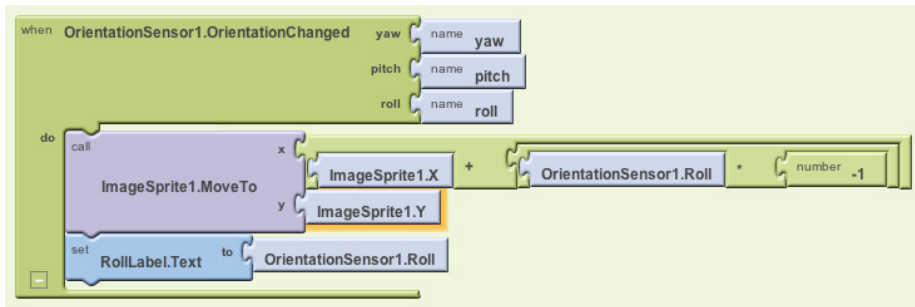 when OrientationSensor1.OrientationChanged yaw name yaw
pitch name pitch
roll name roll
do
call ImageSprite1.MoveTo
x ImageSprite1.X + OrientationSensor1.Roll * number -1
y ImageSprite1.Y
set RollLabel.Text to OrientationSensor1.Roll